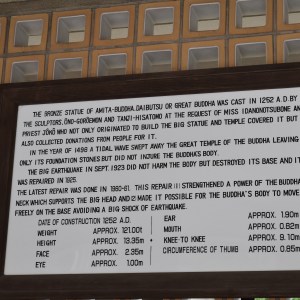 THE BRONZE STATUE OF AMITA-BUDDHA, DAIBUTSU OR GREAT BUDDHA WAS CAST IN 1252 A.D. BY
THE SCULPTORS, ŌNO-GORŌEMON AND TANZI-HISATOMO AT THE REQUEST OF MISS IDANONOTSUBONE AN
PRIEST JŌKŌ WHO NOT ONLY ORIGINATED TO BUILD THE BIG STATUE AND TEMPLE COVERED IT BUT
ALSO COLLECTED DONATIONS FROM PEOPLE FOR IT.
IN THE YEAR OF 1498 A TIDAL WAVE SWEPT AWAY THE GREAT TEMPLE OF THE BUDDHA LEAVING
ONLY ITS FOUNDATION STONES BUT DID NOT INJURE THE BUDDHA'S BODY.
THE BIG EARTHQUAKE IN SEPT. 1923 DID NOT HARM THE BODY BUT DESTROYED ITS BASE AND IT
WAS REPAIRED IN 1925.
THE LATEST REPAIR WAS DONE IN 1960-61. THIS REPAIR (1) STRENGTHENED A POWER OF THE BUDDHA
NECK WHICH SUPPORTS THE BIG HEAD AND (2) MADE IT POSSIBLE FOR THE BUDDHA'S BODY TO MOVE
FREELY ON THE BASE AVOIDING A BIG SHOCK OF EARTHQUAKE.
DATE OF CONSTRUCTION 1252 A.D.
WEIGHT APPROX. 121.00t
HEIGHT APPROX. 13.35m
FACE APPROX. 2.35m
EYE APPROX. 1.00m
EAR APPROX. 1.90m
MOUTH APPROX. 0.82m
KNEE-TO KNEE APPROX. 9.10m
CIRCUMFERENCE OF THUMB APPROX. 0.85m